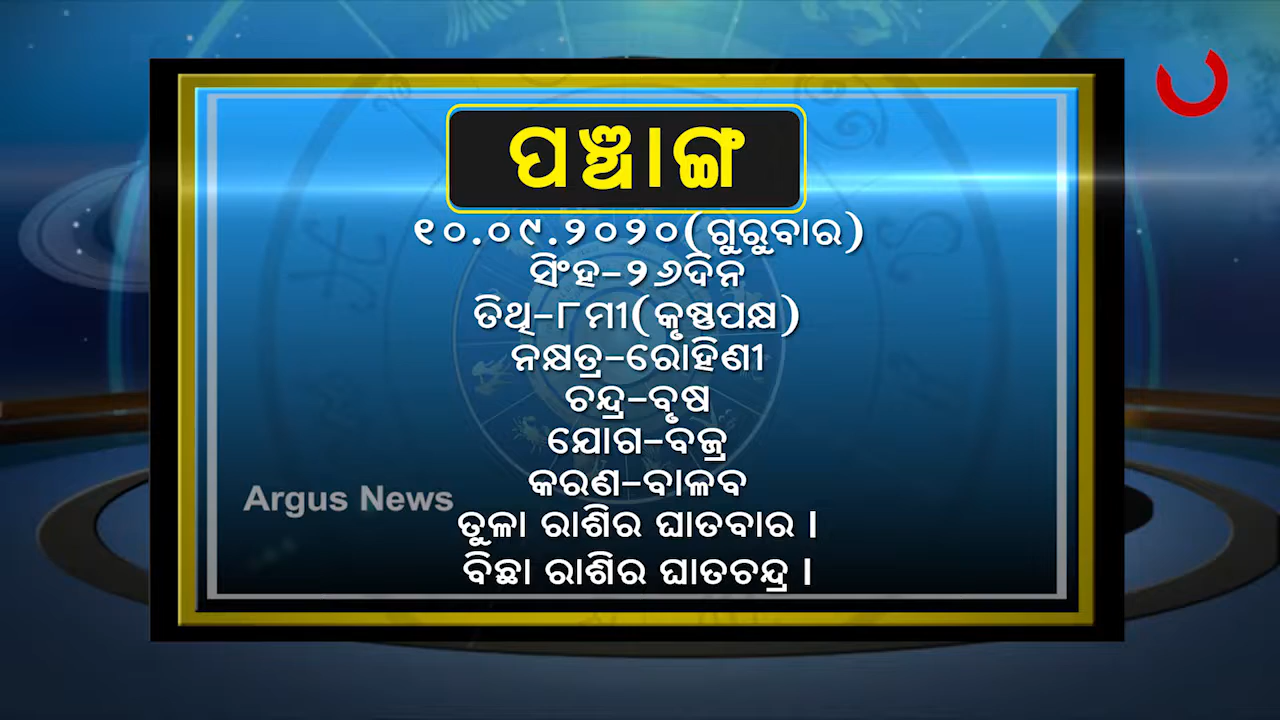 ପଞ୍ଚାଙ୍ଗ
୧୦.୦୯.୨୦୨୦(ଗୁରୁବାର)
ସିଂହ-୨୬ଦିନ
ତିଥି-୮ମୀ(କୃଷ୍ଣପକ୍ଷ)
ନକ୍ଷତ୍ର-ରୋହିଣୀ
ଚନ୍ଦ୍ର-ବୃଷ
ଯୋଗ-ବଜ୍ର
କରଣ-ବାଳବ
Argus News
ତୁଳା ରାଶିର ଘାତବାର ।
ବିଛା ରାଶିର ଘାତଚନ୍ଦ୍ର ।